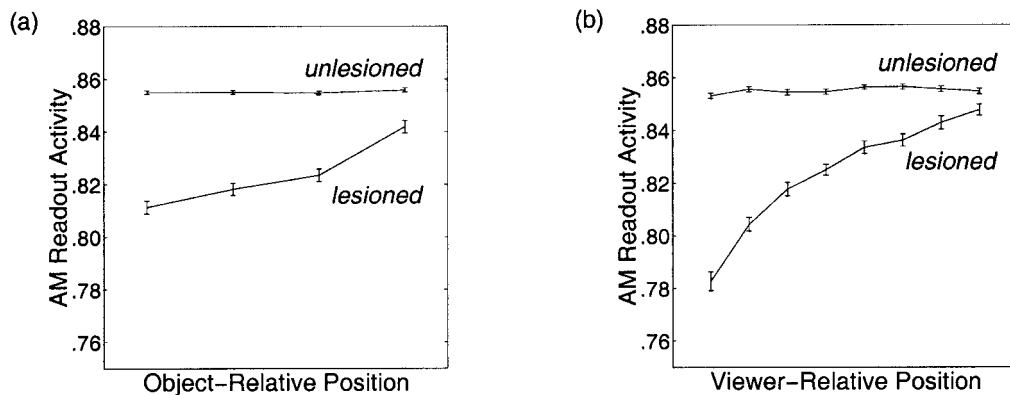 (a)
AM Readout Activity
.88
.86
.84
.82
.80
.78
.76
unlesioned
lesioned
Object-Relative Position
(b)
AM Readout Activity
.88
.86
.84
.82
.80
.78
.76
unlesioned
lesioned
Viewer-Relative Position